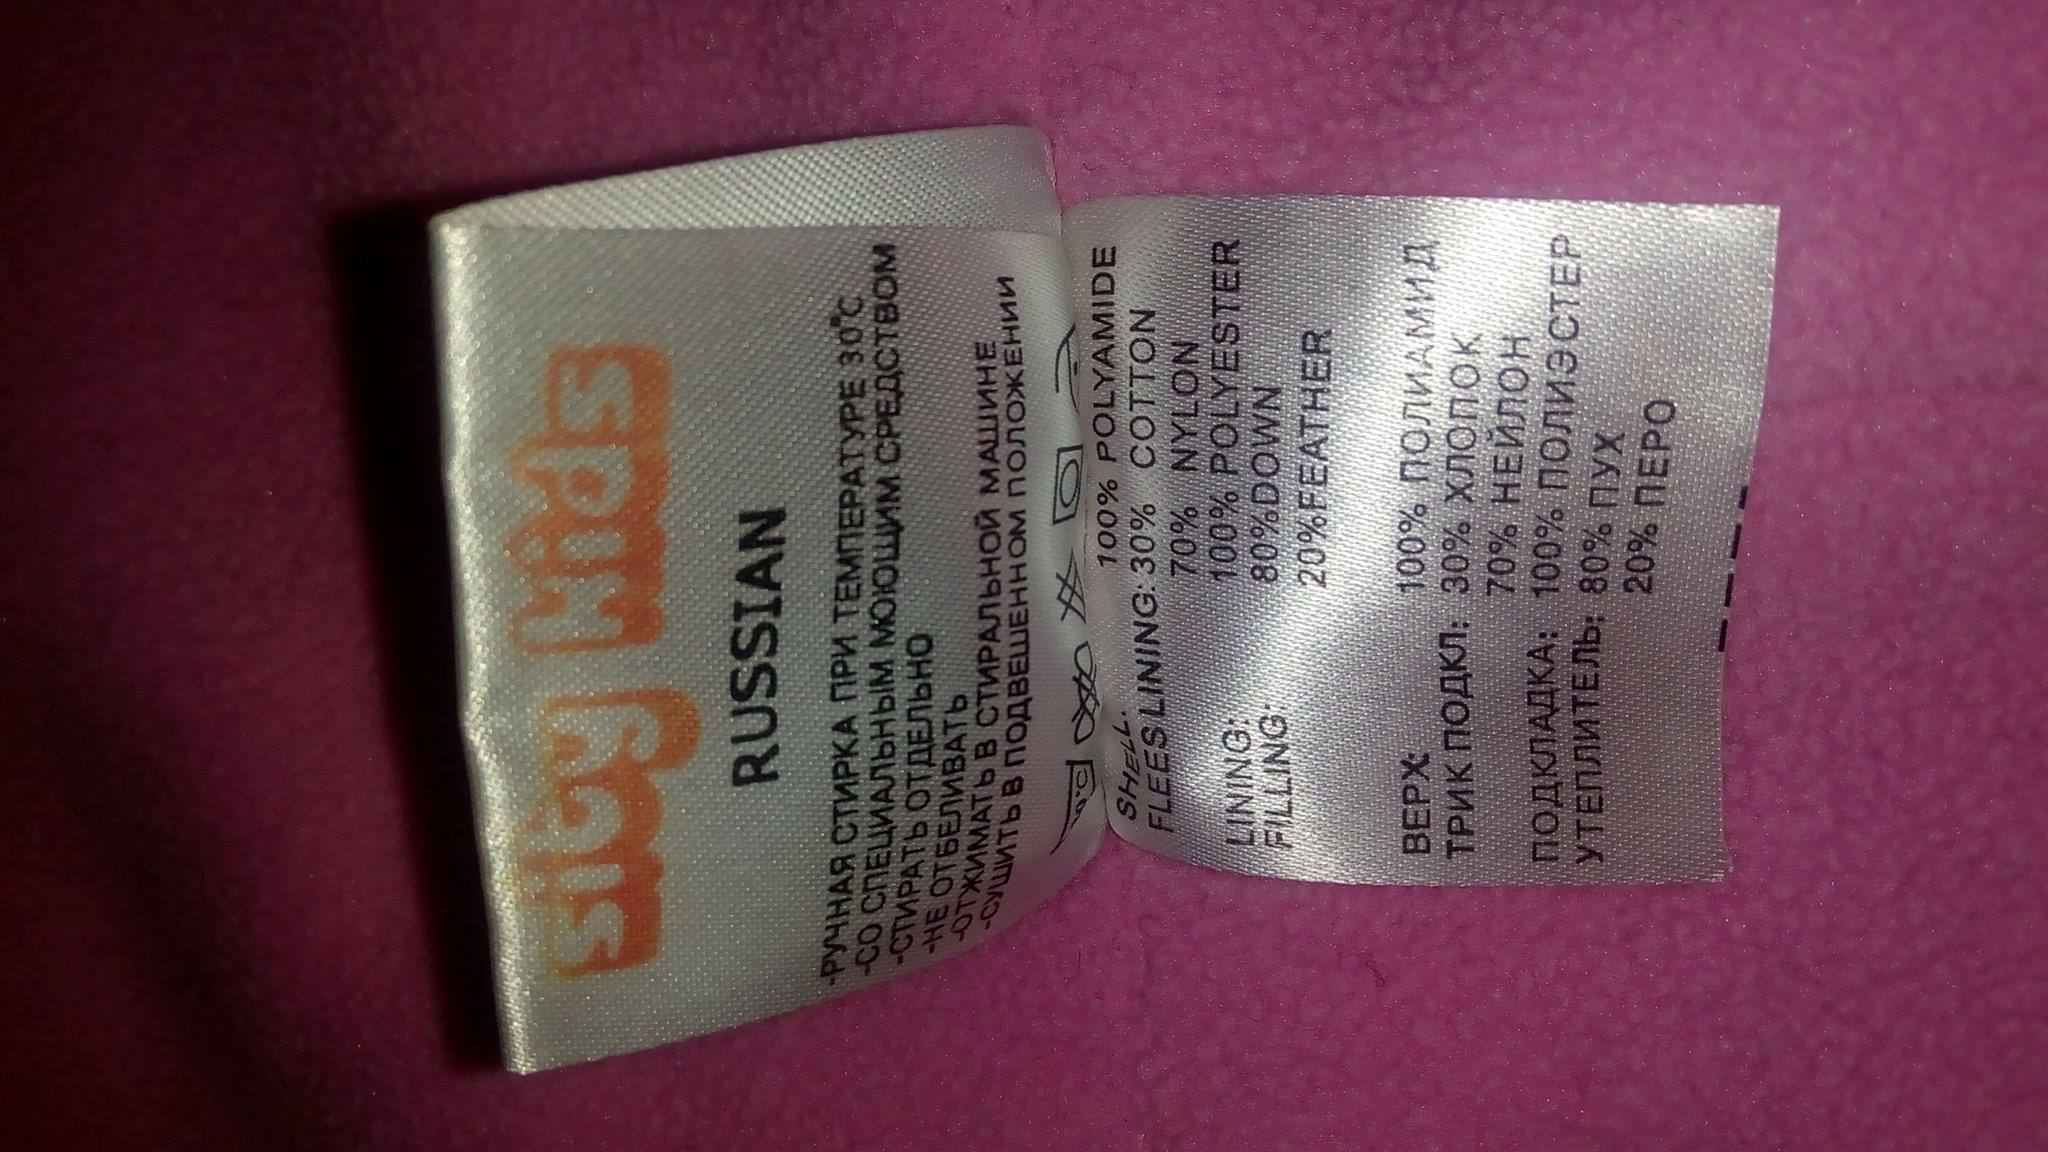 silvy kids
RUSSIAN
-РУЧНАЯ СТИРКА ПРИ ТЕМПЕРАТУРЕ 30°C
-СО СПЕЦИАЛЬНЫМ МОЮЩИМ СРЕДСТВОМ
-СТИРАТЬ ОТДЕЛЬНО
-НЕ ОТБЕЛИВАТЬ
-ОТЖИМАТЬ В СТИРАЛЬНОЙ МАШИНЕ
-СУШИТЬ В ПОДВЕШЕННОМ ПОЛОЖЕНИИ
SHELL: 100% POLYAMIDE
FLEES LINING: 30% COTTON
70% NYLON
LINING: 100% POLYESTER
FILLING: 80%DOWN
20%FEATHER
ВЕРХ: 100% ПОЛИАМИД
ТРИК ПОДКЛ: 30% ХЛОПОК
70% НЕЙЛОН
ПОДКЛАДКА: 100% ПОЛИЭСТЕР
УТЕПЛИТЕЛЬ: 80% ПУХ
20% ПЕРО